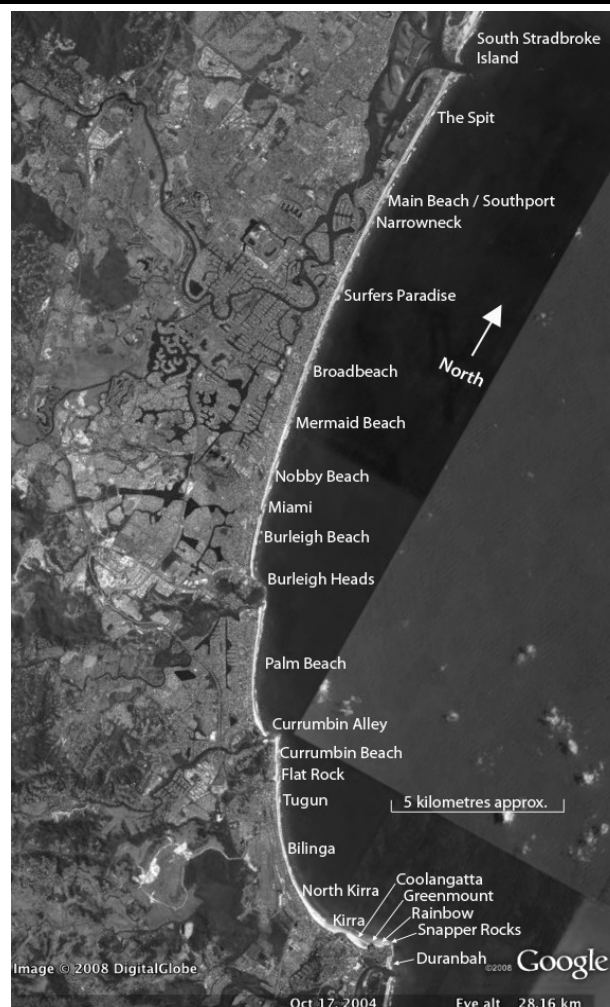 South Stradbroke
Island
The Spit
Main Beach / Southport
Narrowneck
Surfers Paradise
North
Broadbeach
Mermaid Beach
Nobby Beach
Miami
Burleigh Beach
Burleigh Heads
Palm Beach
Currumbin Alley
Currumbin Beach
Flat Rock
Tugun
5 kilometres approx.
Bilinga
North Kirra
Coolangatta
Greenmount
Rainbow
Kirra
Snapper Rocks
Duranbah
Image © 2008 DigitalGlobe
©2008 Google
Oct 17, 2004
Eye alt 28.16 km